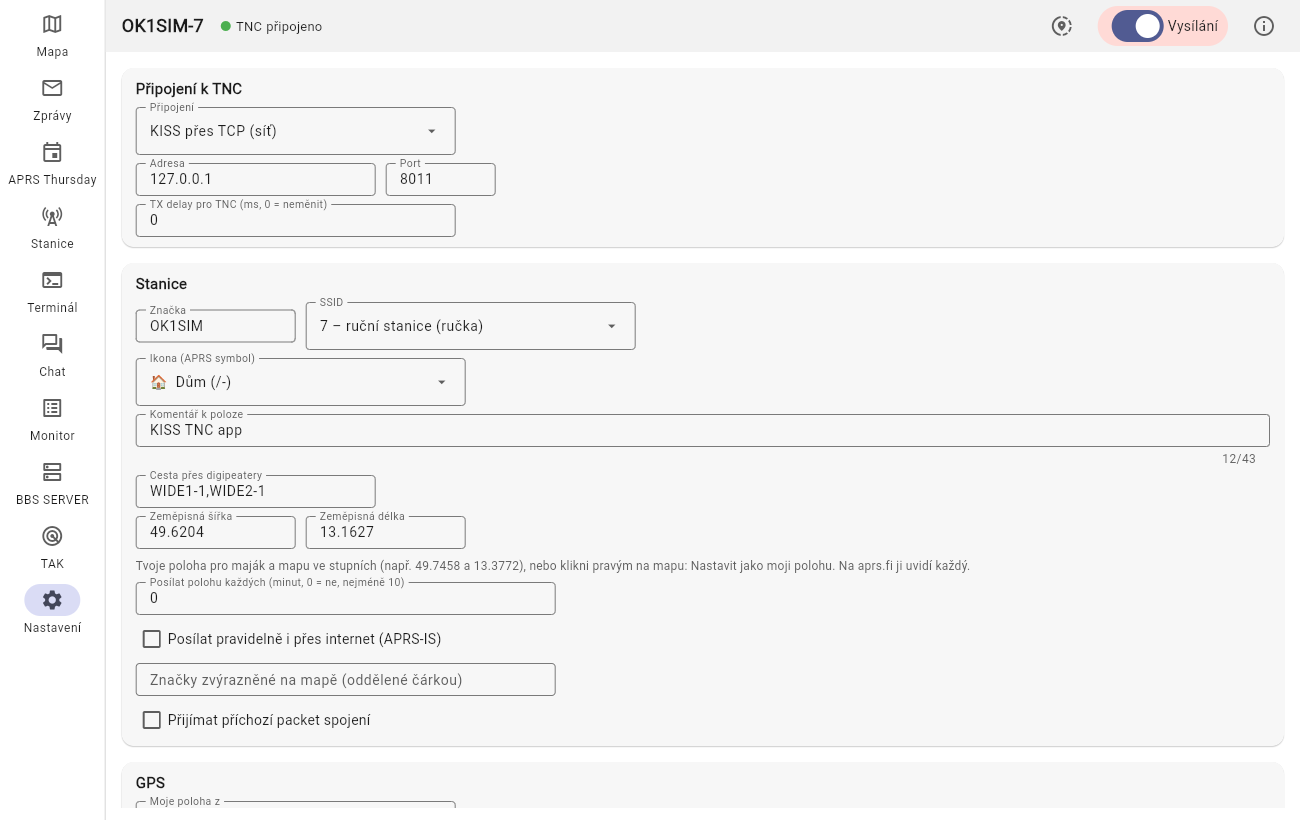 OK1SIM-7
TNC připojeno
Vysílání
Mapa
Zprávy
APRS Thursday
Stanice
Terminál
Chat
Monitor
BBS SERVER
TAK
Nastavení
Připojení k TNC
Připojení
KISS přes TCP (síť)
Adresa
127.0.0.1
Port
8011
TX delay pro TNC (ms, 0 = neměnit)
0
Stanice
Značka
OK1SIM
SSID
7 – ruční stanice (ručka)
Ikona (APRS symbol)
Dům (/-)
Komentář k poloze
KISS TNC app
12/43
Cesta přes digipeatery
WIDE1-1,WIDE2-1
Zeměpisná šířka
49.6204
Zeměpisná délka
13.1627
Tvoje poloha pro maják a mapu ve stupních (např. 49.7458 a 13.3772), nebo klikni pravým na mapu: Nastavit jako moji polohu. Na aprs.fi ji uvidí každý.
Posílat polohu každých (minut, 0 = ne, nejméně 10)
0
Posílat pravidelně i přes internet (APRS-IS)
Značky zvýrazněné na mapě (oddělené čárkou)
Přijímat příchozí packet spojení
GPS
Moje poloha z